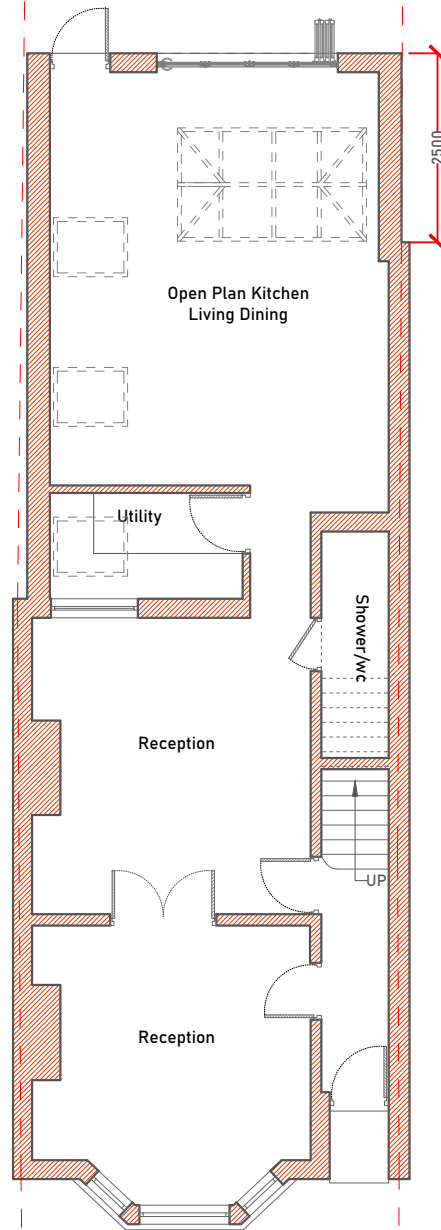 2500
Open Plan Kitchen
Living Dining
Utility
Shower/wc
Reception
UP
Reception